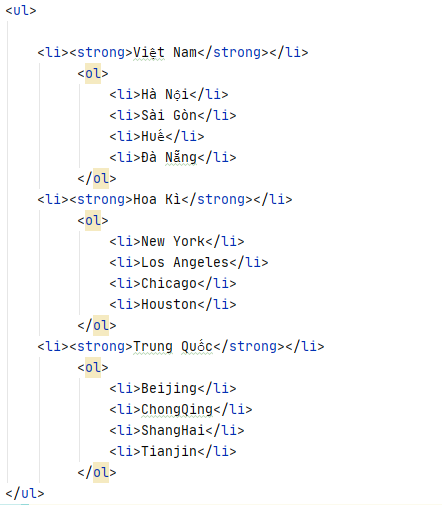 <ul>
<li><strong>Việt Nam</strong></li>
<ol>
<li>Hà Nội</li>
<li>Sài Gòn</li>
<li>Huế</li>
<li>Đà Nẵng</li>
</ol>
<li><strong>Hoa Kì</strong></li>
<ol>
<li>New York</li>
<li>Los Angeles</li>
<li>Chicago</li>
<li>Houston</li>
</ol>
<li><strong>Trung Quốc</strong></li>
<ol>
<li>Beijing</li>
<li>ChongQing</li>
<li>ShangHai</li>
<li>Tianjin</li>
</ol>
</ul>